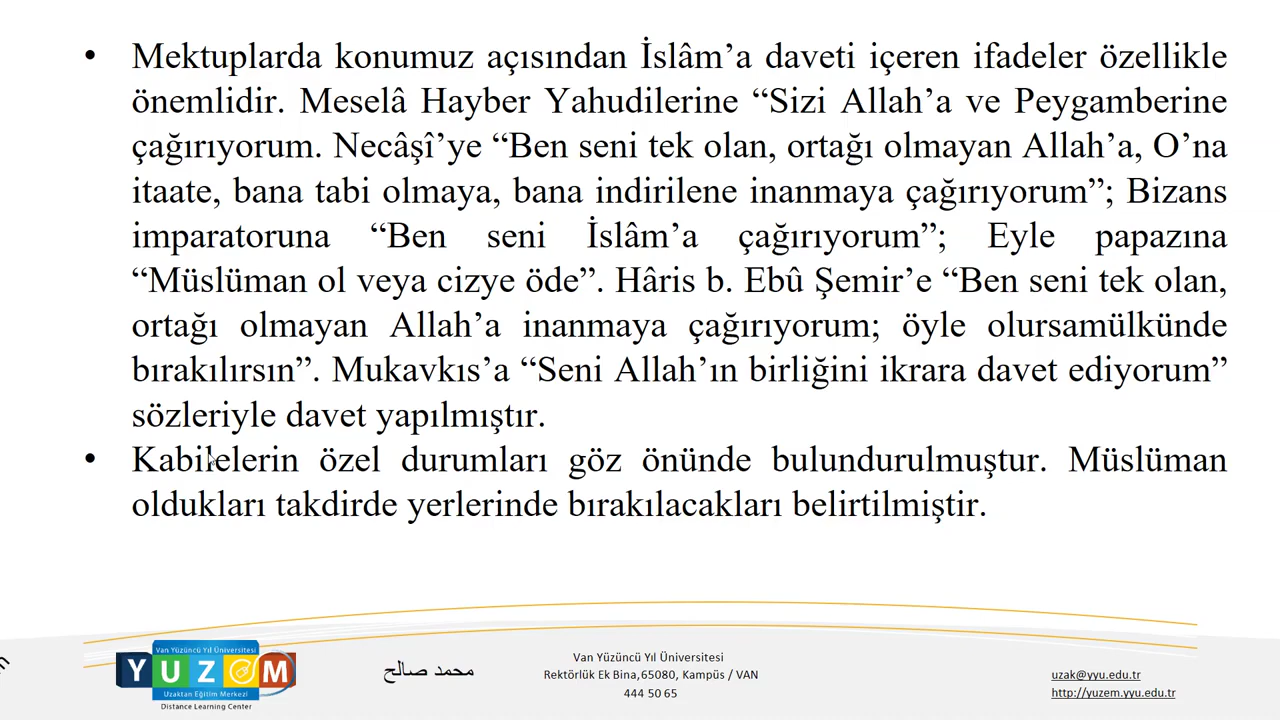 • Mektuplarda konumuz açısından İslâm’a daveti içeren ifadeler özellikle
önemlidir. Meselâ Hayber Yahudilerine “Sizi Allah’a ve Peygamberine
çağırıyorum. Necâşî’ye “Ben seni tek olan, ortağı olmayan Allah’a, O’na
itaate, bana tabi olmaya, bana indirilene inanmaya çağırıyorum”; Bizans
imparatoruna “Ben seni İslâm’a çağırıyorum”; Eyle papazına
“Müslüman ol veya cizye öde”. Hâris b. Ebû Şemir’e “Ben seni tek olan,
ortağı olmayan Allah’a inanmaya çağırıyorum; öyle olursamülkünde
bırakılırsın”. Mukavkıs’a “Seni Allah’ın birliğini ikrara davet ediyorum”
sözleriyle davet yapılmıştır.
• Kabilelerin özel durumları göz önünde bulundurulmuştur. Müslüman
oldukları takdirde yerlerinde bırakılacakları belirtilmiştir.
Van Yüzüncü Yıl Üniversitesi
YUZEM
Uzaktan Eğitim Merkezi
Distance Learning Center
محمد صالح
Van Yüzüncü Yıl Üniversitesi
Rektörlük Ek Bina,65080, Kampüs / VAN
444 50 65
uzak@yyu.edu.tr
http://yuzem.yyu.edu.tr